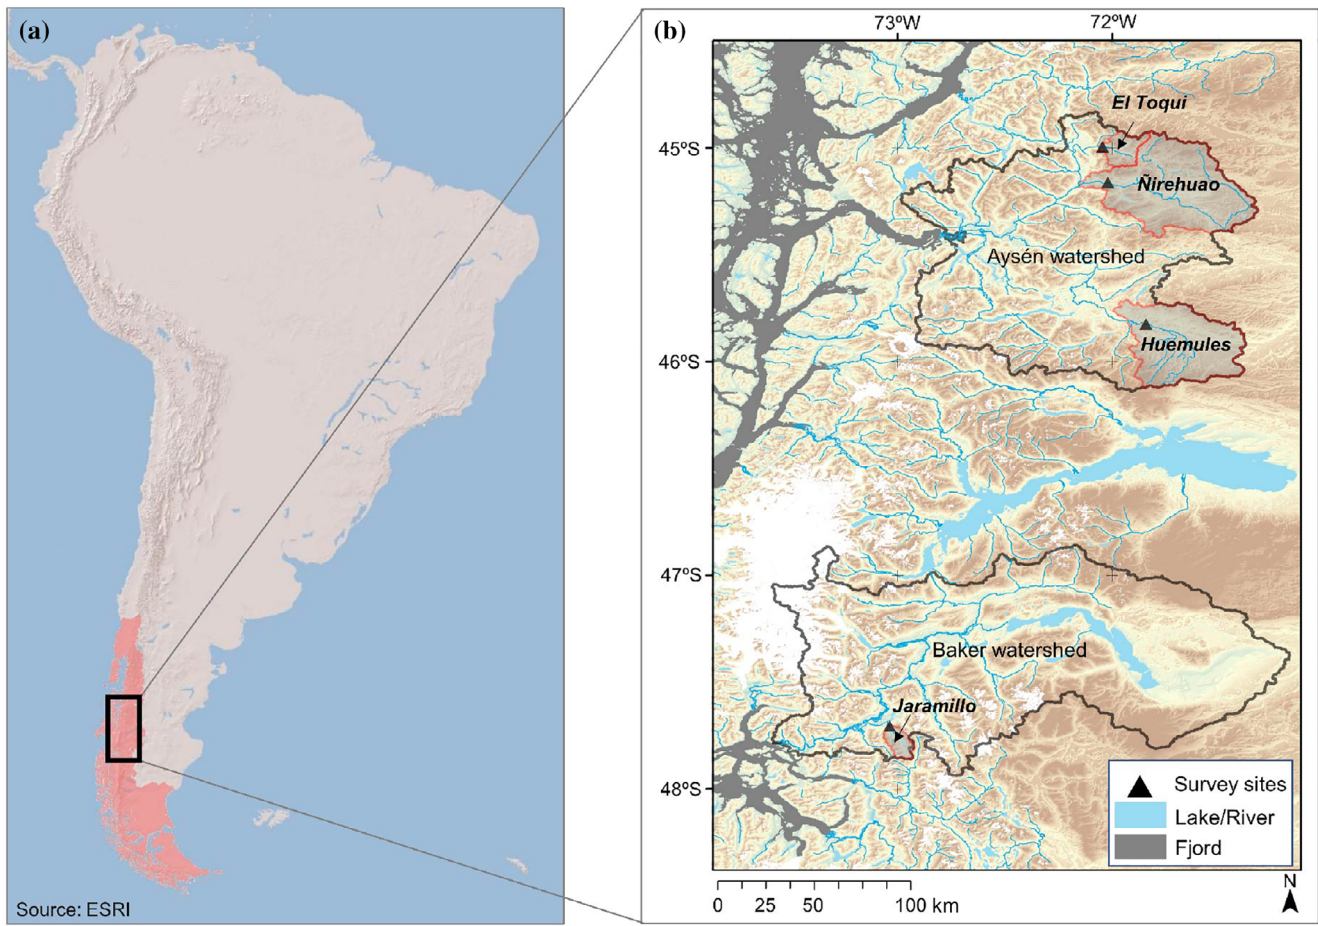 (a)
Source: ESRI
(b)
73ºW
72ºW
45ºS
46ºS
47ºS
48ºS
El Toqui
Ñirehuao
Aysén watershed
Huemules
Baker watershed
Jaramillo
Survey sites
Lake/River
Fjord
0 25 50 100 km
N